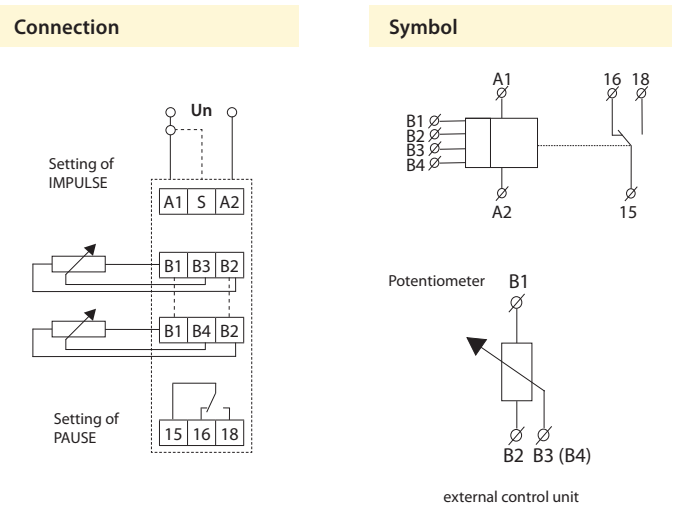 Connection
Un
Setting of
IMPULSE
A1 S A2
B1 B3 B2
B1 B4 B2
Setting of
PAUSE
15 16 18
Symbol
A1
16 18
B1
B2
B3
B4
A2
15
Potentiometer B1
B2 B3 (B4)
external control unit